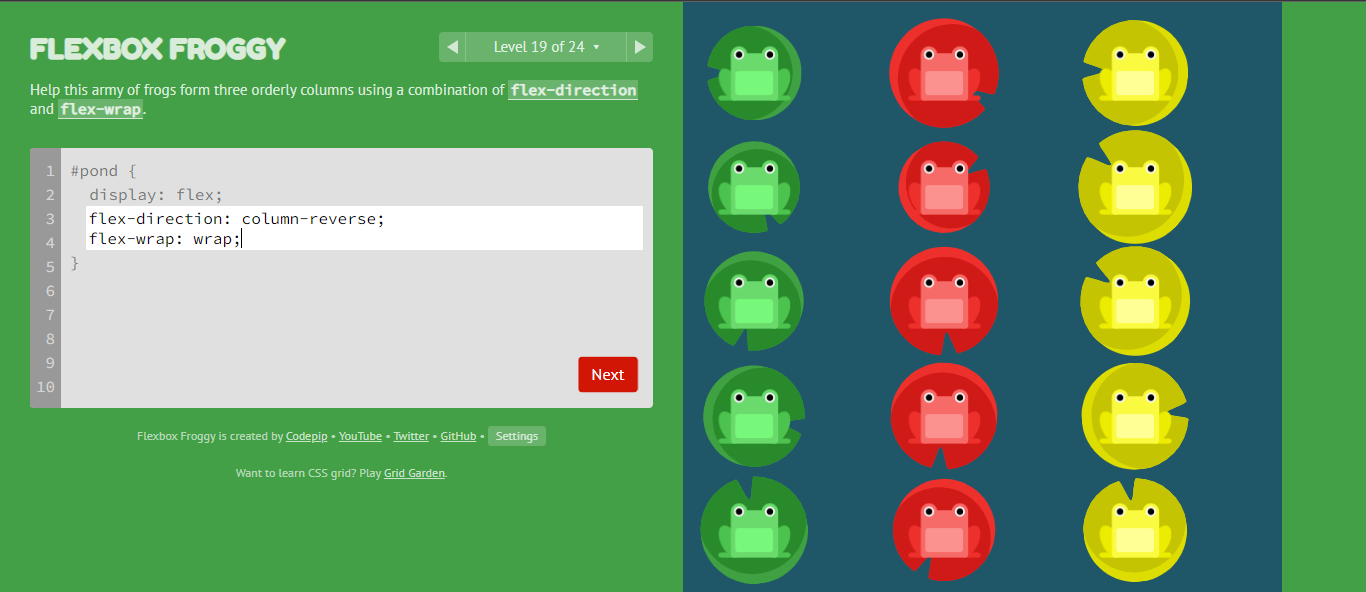 FLEXBOX FROGGY
◀ Level 19 of 24 ▾ ▶
Help this army of frogs form three orderly columns using a combination of flex-direction
and flex-wrap.
1 #pond {
2 display: flex;
3 flex-direction: column-reverse;
4 flex-wrap: wrap;
5 }
6
7
8
9
10
Next
Flexbox Froggy is created by Codepip • YouTube • Twitter • GitHub • Settings
Want to learn CSS grid? Play Grid Garden.